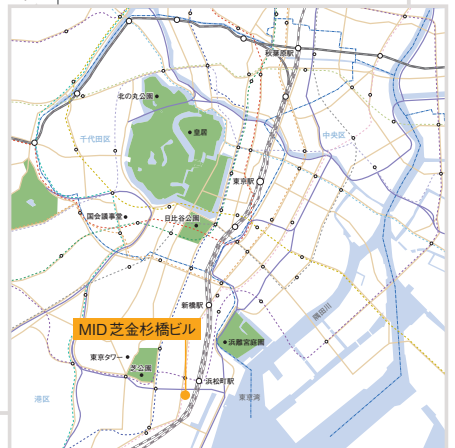 秋葉原駅
北の丸公園
皇居
千代田区
中央区
東京駅
国会議事堂
日比谷公園
新橋駅
隅田川
MID芝金杉橋ビル
浜離宮庭園
東京タワー
芝公園
浜松町駅
港区
東京湾